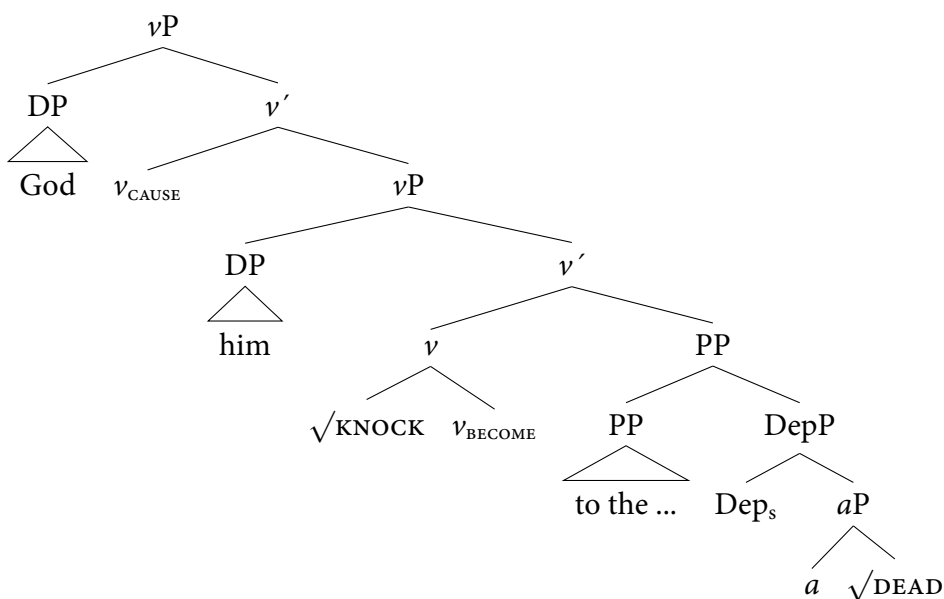 vP
DP v´
God vCAUSE vP
DP v´
him v PP
√KNOCK vBECOME PP DepP
to the ... Deps aP
a √DEAD